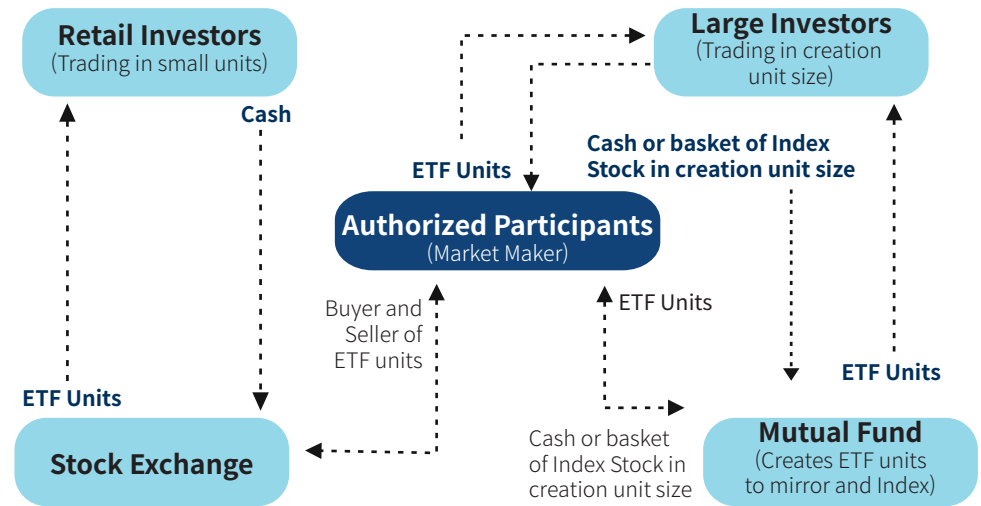 Retail Investors
(Trading in small units)
Large Investors
(Trading in creation
unit size)
Cash
ETF Units
Cash or basket of Index
Stock in creation unit size
Authorized Participants
(Market Maker)
Buyer and
Seller of
ETF units
ETF Units
ETF Units
ETF Units
Stock Exchange
Cash or basket
of Index Stock in
creation unit size
Mutual Fund
(Creates ETF units
to mirror and Index)